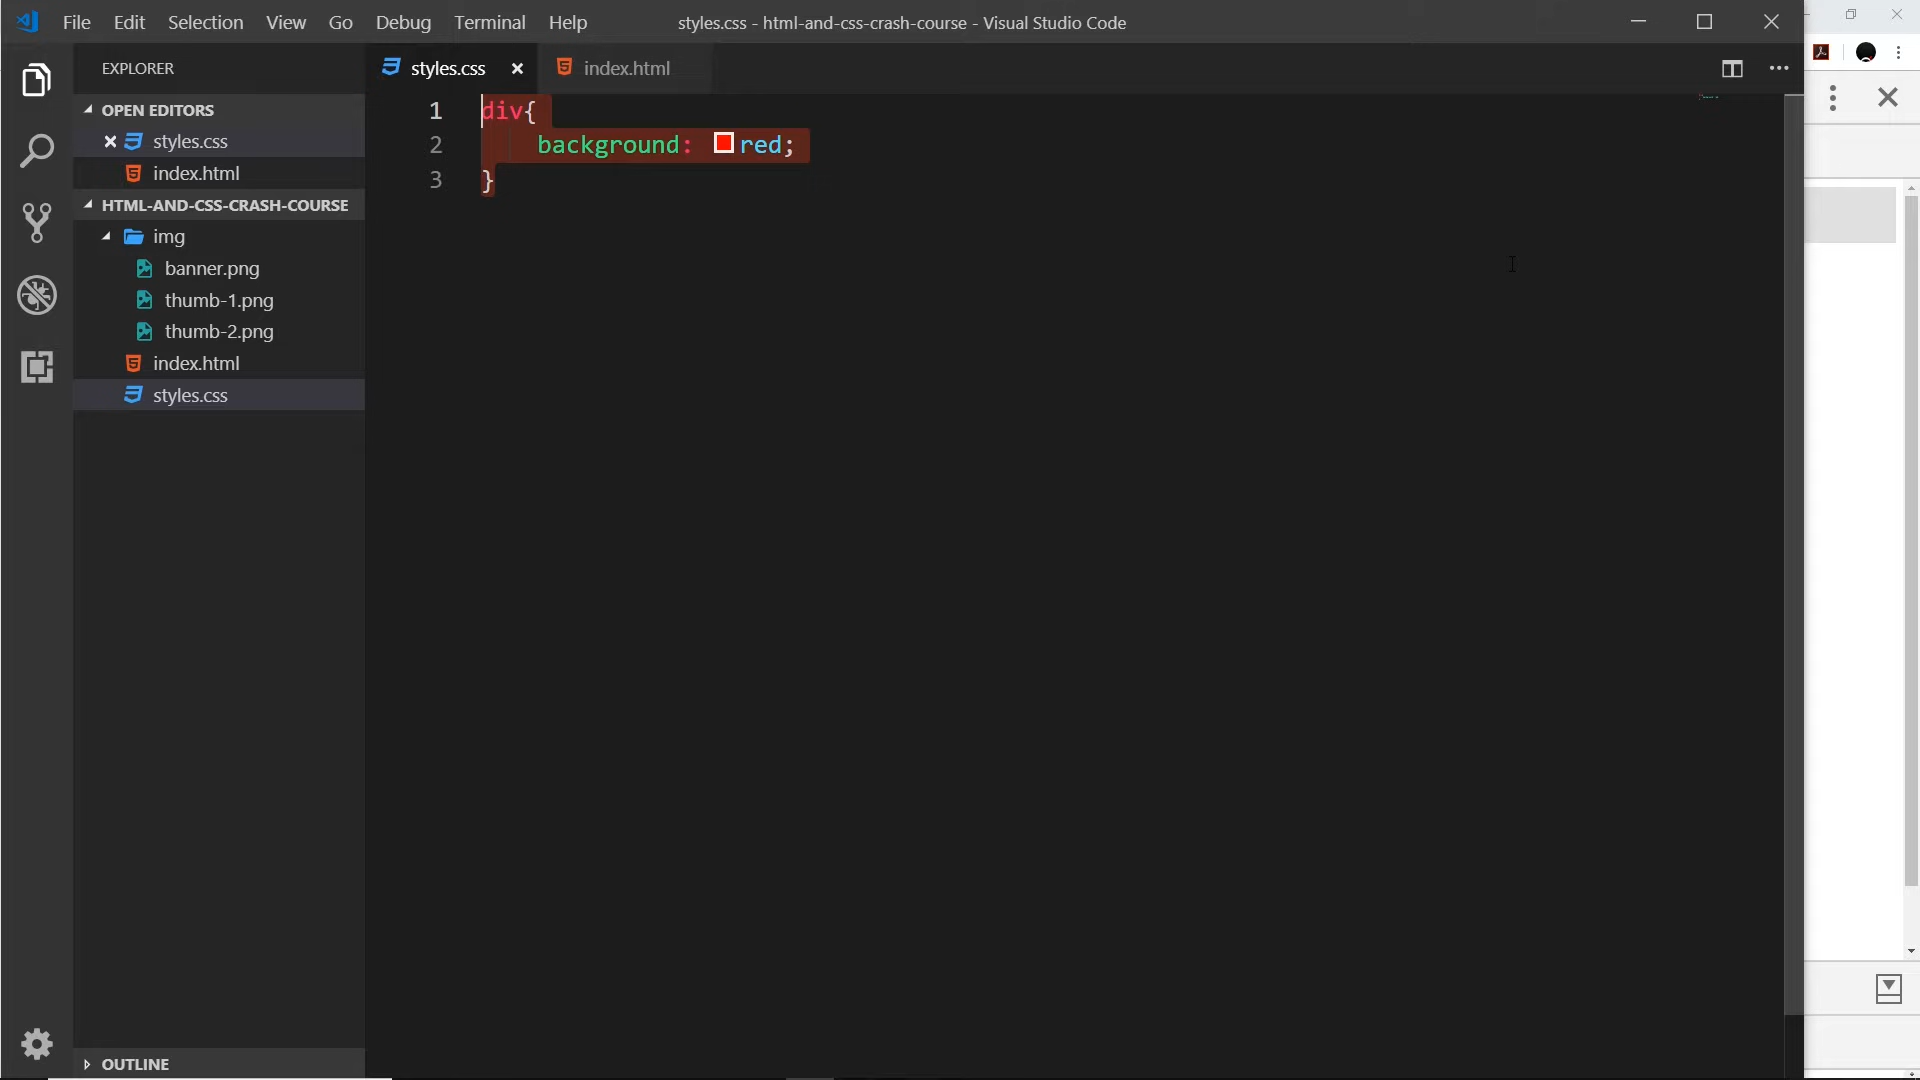 File Edit Selection View Go Debug Terminal Help styles.css - html-and-css-crash-course - Visual Studio Code
EXPLORER
OPEN EDITORS
styles.css
index.html
HTML-AND-CSS-CRASH-COURSE
img
banner.png
thumb-1.png
thumb-2.png
index.html
styles.css
OUTLINE
styles.css index.html
1 div{
2 background: red;
3 }